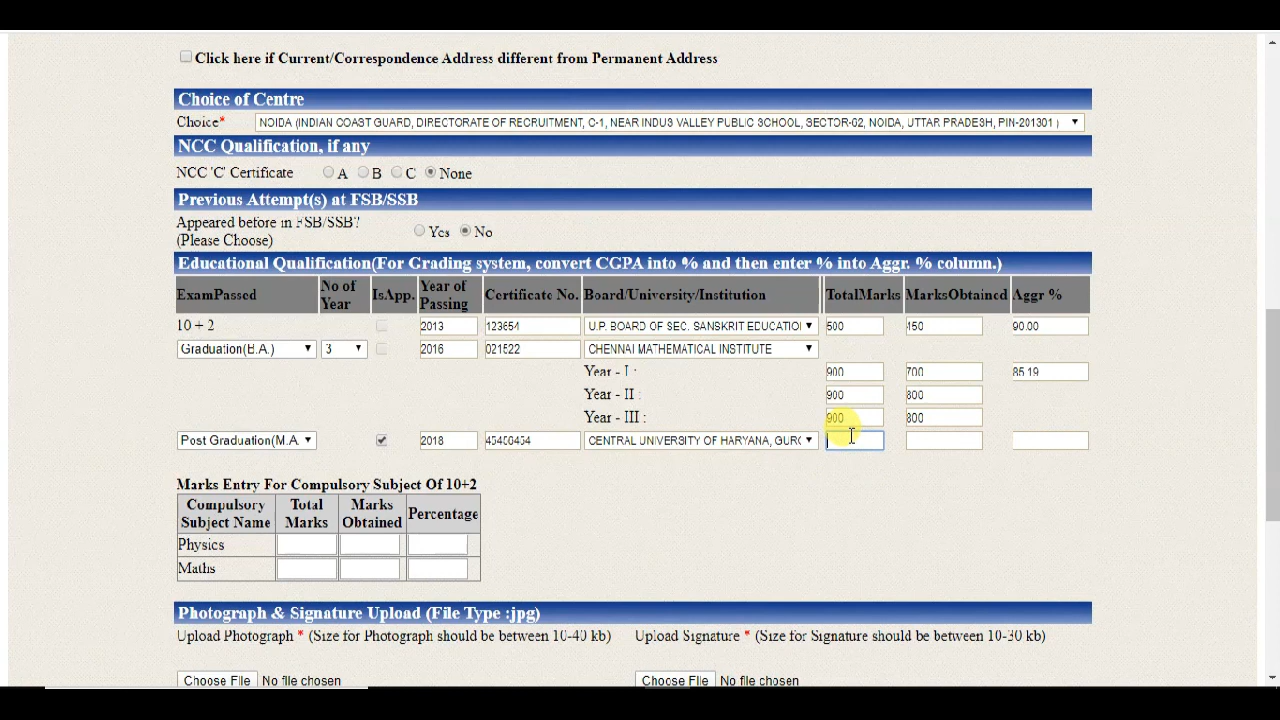 Click here if Current/Correspondence Address different from Permanent Address
Choice of Centre
Choice* NOIDA (INDIAN COAST GUARD, DIRECTORATE OF RECRUITMENT, C-1, NEAR INDUS VALLEY PUBLIC SCHOOL, SECTOR-62, NOIDA, UTTAR PRADESH, PIN-201301 )
NCC Qualification, if any
NCC 'C' Certificate A B C None
Previous Attempt(s) at FSB/SSB
Appeared before in FSB/SSB? Yes No
(Please Choose)
Educational Qualification(For Grading system, convert CGPA into % and then enter % into Aggr. % column.)
ExamPassed No of Year IsApp. Year of Passing Certificate No. Board/University/Institution TotalMarks MarksObtained Aggr %
10 + 2 2013 123654 U.P. BOARD OF SEC. SANSKRIT EDUCATIO 500 450 90.00
Graduation(B.A.) 3 2016 021522 CHENNAI MATHEMATICAL INSTITUTE
Year - I : 900 700 85.19
Year - II : 900 800
Year - III : 900 800
Post Graduation(M.A. 2018 45400454 CENTRAL UNIVERSITY OF HARYANA, GURG
Marks Entry For Compulsory Subject Of 10+2
Compulsory Subject Name Total Marks Marks Obtained Percentage
Physics
Maths
Photograph & Signature Upload (File Type :jpg)
Upload Photograph * (Size for Photograph should be between 10-40 kb) Upload Signature * (Size for Signature should be between 10-30 kb)
Choose File No file chosen Choose File No file chosen